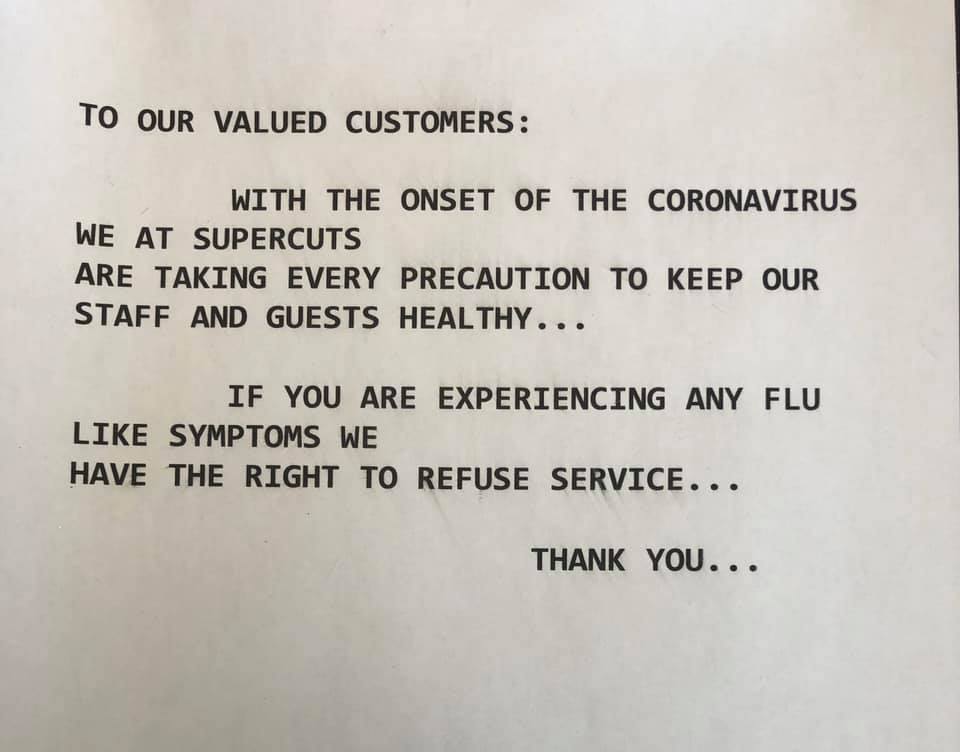 TO OUR VALUED CUSTOMERS:
WITH THE ONSET OF THE CORONAVIRUS
WE AT SUPERCUTS
ARE TAKING EVERY PRECAUTION TO KEEP OUR
STAFF AND GUESTS HEALTHY...
IF YOU ARE EXPERIENCING ANY FLU
LIKE SYMPTOMS WE
HAVE THE RIGHT TO REFUSE SERVICE...
THANK YOU...